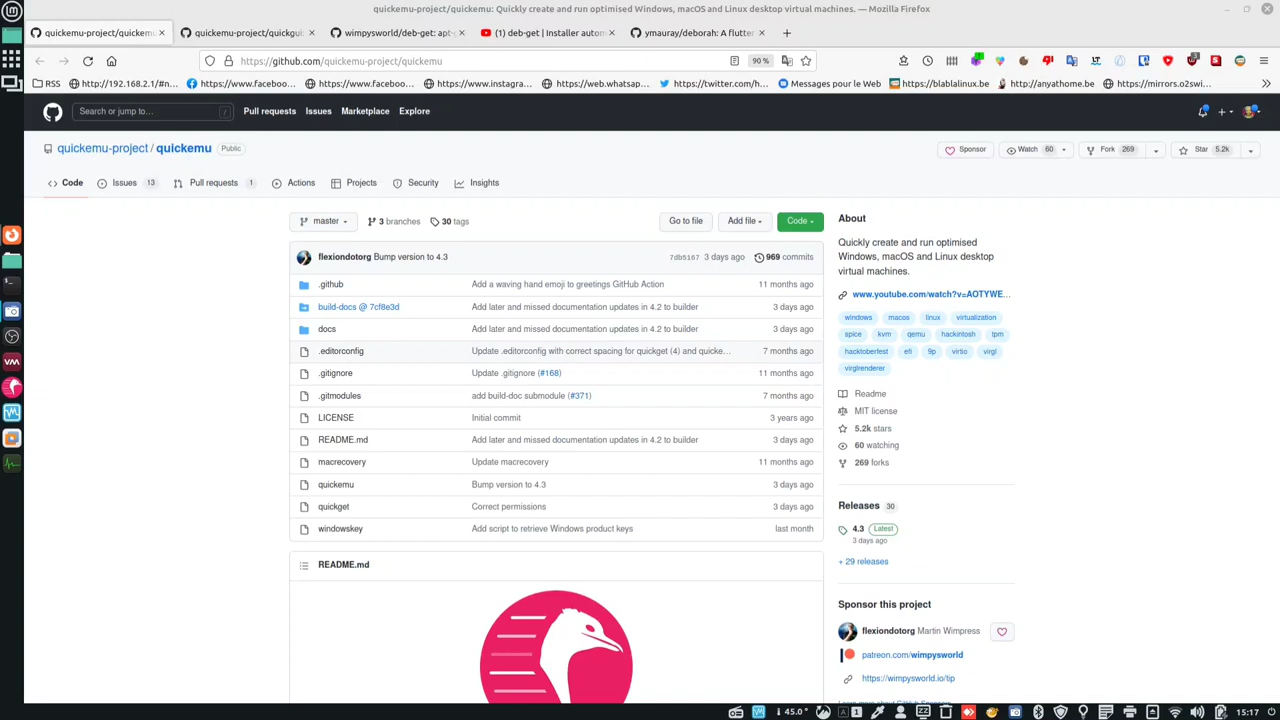 quickemu-project/quickemu: Quickly create and run optimised Windows, macOS and Linux desktop virtual machines. — Mozilla Firefox
quickemu-project/quickemu: × quickemu-project/quickgui × wimpysworld/deb-get: apt-g × (1) deb-get | Installer autom × ymauray/deborah: A flutter ×
https://github.com/quickemu-project/quickemu 90 %
RSS http://192.168.2.1/#n... https://www.faceboo... https://www.faceboo... https://www.instagra... https://web.whatsap... https://twitter.com/h... Messages pour le Web https://blablalinux.be http://anyathome.be https://mirrors.o2swi...
Search or jump to… / Pull requests Issues Marketplace Explore
quickemu-project / quickemu Public Sponsor Watch 60 Fork 269 Star 5.2k
Code Issues 13 Pull requests 1 Actions Projects Security Insights
master 3 branches 30 tags Go to file Add file Code
flexiondotorg Bump version to 4.3 7db5167 3 days ago 969 commits
.github Add a waving hand emoji to greetings GitHub Action 11 months ago
build-docs @ 7cf8e3d Add later and missed documentation updates in 4.2 to builder 3 days ago
docs Add later and missed documentation updates in 4.2 to builder 3 days ago
.editorconfig Update .editorconfig with correct spacing for quickget (4) and quicke… 7 months ago
.gitignore Update .gitignore (#168) 11 months ago
.gitmodules add build-doc submodule (#371) 7 months ago
LICENSE Initial commit 3 years ago
README.md Add later and missed documentation updates in 4.2 to builder 3 days ago
macrecovery Update macrecovery 11 months ago
quickemu Bump version to 4.3 3 days ago
quickget Correct permissions 3 days ago
windowskey Add script to retrieve Windows product keys last month
README.md
About
Quickly create and run optimised
Windows, macOS and Linux desktop
virtual machines.
www.youtube.com/watch?v=AOTYWE…
windows macos linux virtualization
spice kvm qemu hackintosh tpm
hacktoberfest efi 9p virtio virgl
virglrenderer
Readme
MIT license
5.2k stars
60 watching
269 forks
Releases 30
4.3 Latest
3 days ago
+ 29 releases
Sponsor this project
flexiondotorg Martin Wimpress
patreon.com/wimpysworld
https://wimpysworld.io/tip
45.0° 1 15:17